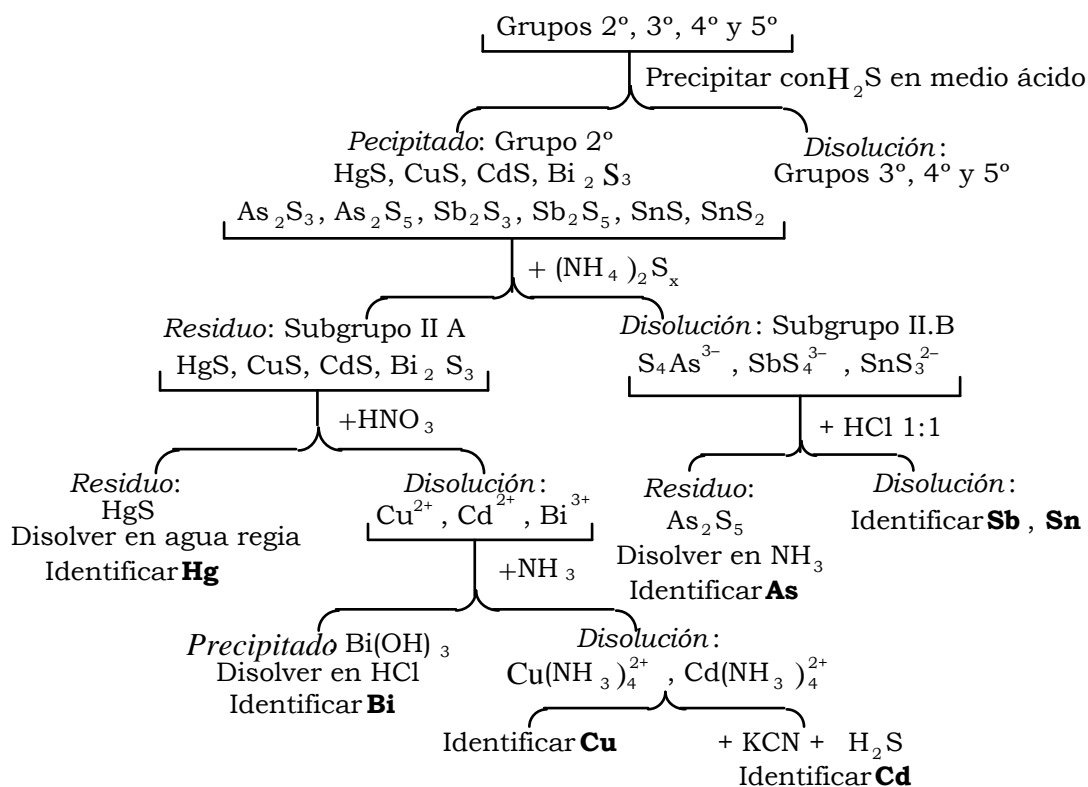 Grupos 2º, 3º, 4º y 5º
Precipitar conH₂S en medio ácido
Pecipitado: Grupo 2º
HgS, CuS, CdS, Bi₂S₃
As₂S₃, As₂S₅, Sb₂S₃, Sb₂S₅, SnS, SnS₂
Disolución:
Grupos 3º, 4º y 5º
+ (NH₄)₂Sₓ
Residuo: Subgrupo II A
HgS, CuS, CdS, Bi₂ S₃
Disolución: Subgrupo II.B
S₄As³⁻, SbS₄³⁻, SnS₃²⁻
+HNO₃
+ HCl 1:1
Residuo:
HgS
Disolver en agua regia
Identificar Hg
Disolución:
Cu²⁺, Cd²⁺, Bi³⁺
Residuo:
As₂S₅
Disolver en NH₃
Identificar As
Disolución:
Identificar Sb , Sn
+NH₃
Precipitado Bi(OH)₃
Disolver en HCl
Identificar Bi
Disolución:
Cu(NH₃)₄²⁺, Cd(NH₃)₄²⁺
Identificar Cu
+ KCN + H₂S
Identificar Cd